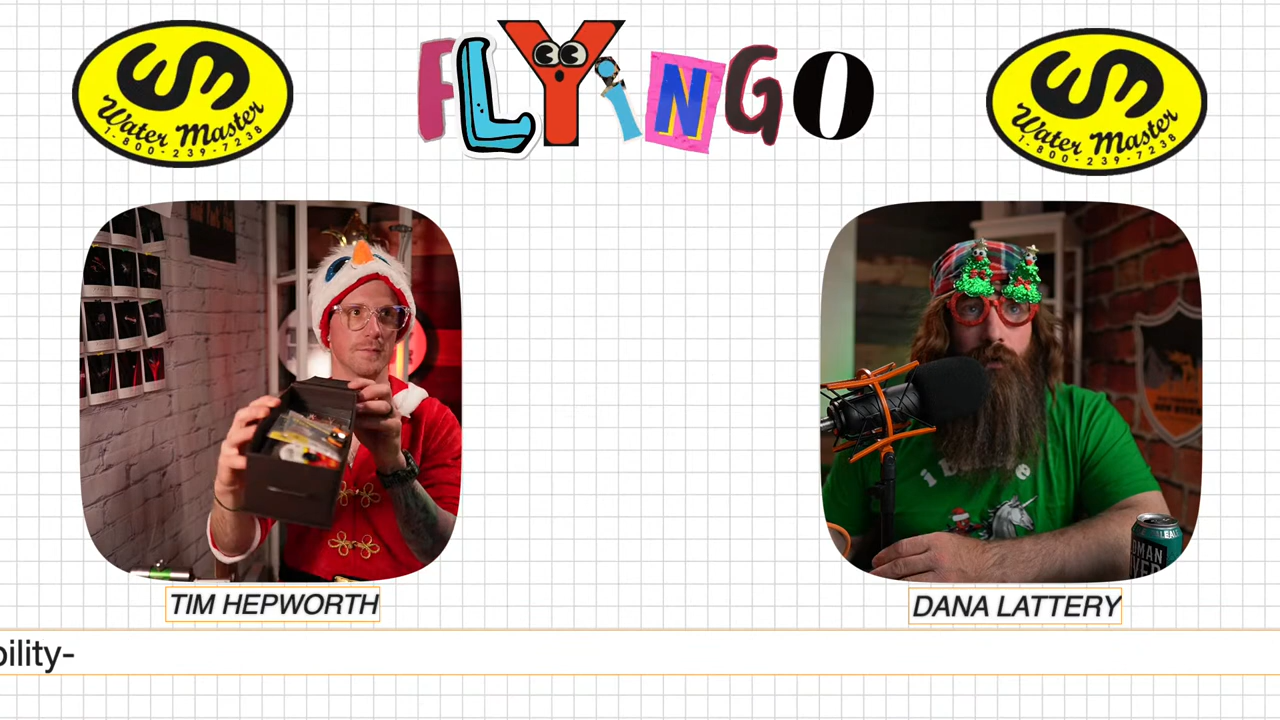 Water Master
1-800-239-7238
FLYiNGO
Water Master
1-800-239-7238
TIM HEPWORTH
DANA LATTERY
bility-